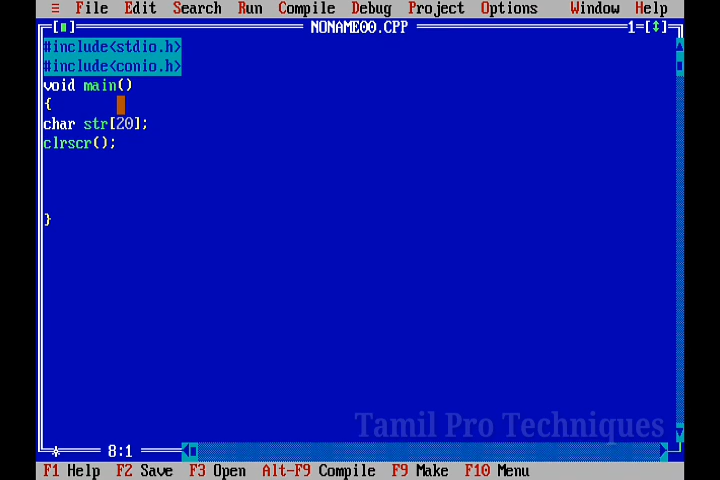 ≡ File Edit Search Run Compile Debug Project Options Window Help
[■] NONAME00.CPP 1=[↕]
#include<stdio.h>
#include<conio.h>
void main()
{
char str[20];
clrscr();
}
Tamil Pro Techniques
* 8:1
F1 Help F2 Save F3 Open Alt-F9 Compile F9 Make F10 Menu